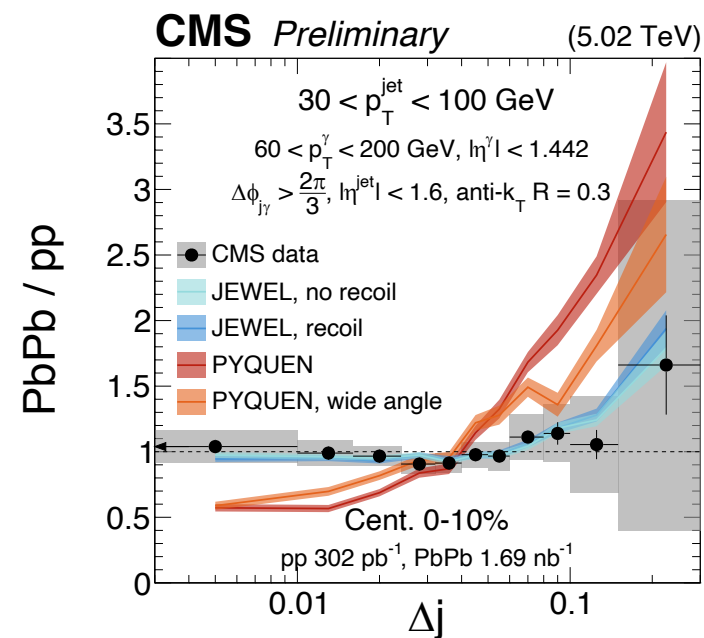 CMS Preliminary (5.02 TeV)
30 < p_T^jet < 100 GeV
60 < p_T^γ < 200 GeV, |η^γ| < 1.442
Δφ_jγ > 2π/3, |η^jet| < 1.6, anti-k_T R = 0.3
CMS data
JEWEL, no recoil
JEWEL, recoil
PYQUEN
PYQUEN, wide angle
Cent. 0-10%
pp 302 pb⁻¹, PbPb 1.69 nb⁻¹
PbPb / pp
3.5
3
2.5
2
1.5
1
0.5
0
0.01 0.1
Δj